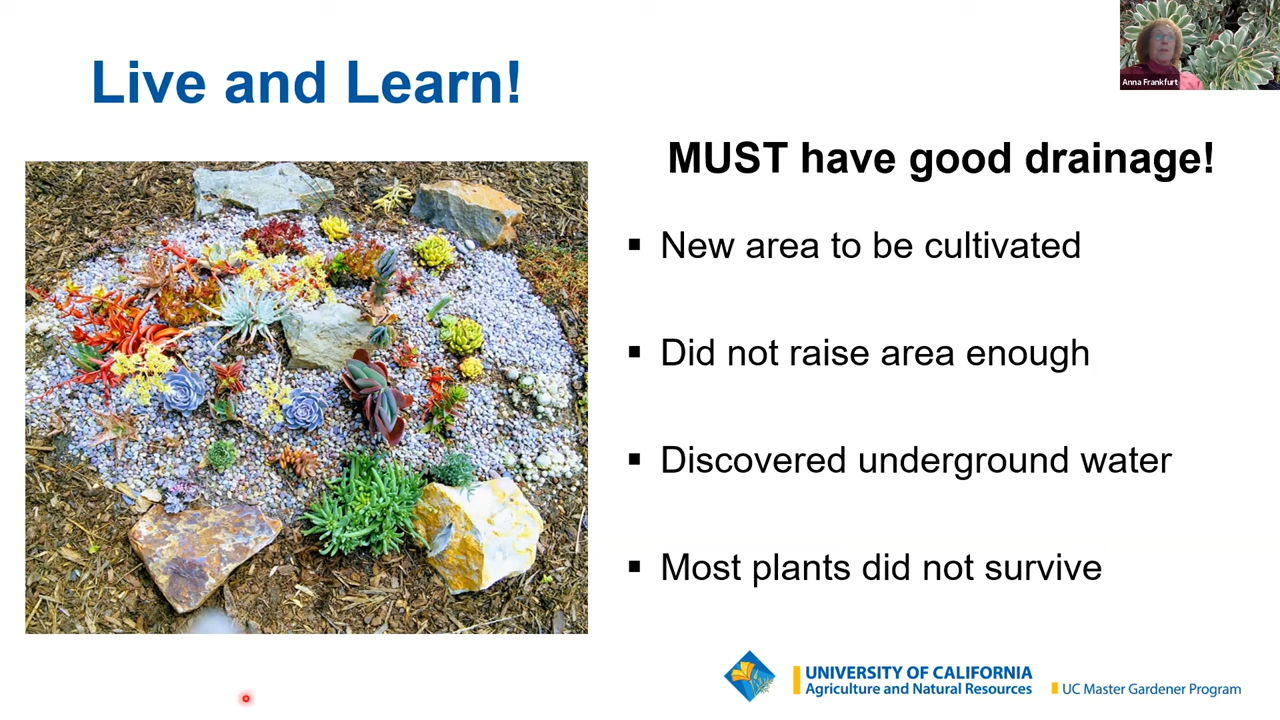 Live and Learn!
Anna Frankfurt
MUST have good drainage!
▪ New area to be cultivated
▪ Did not raise area enough
▪ Discovered underground water
▪ Most plants did not survive
UNIVERSITY OF CALIFORNIA
Agriculture and Natural Resources
UC Master Gardener Program